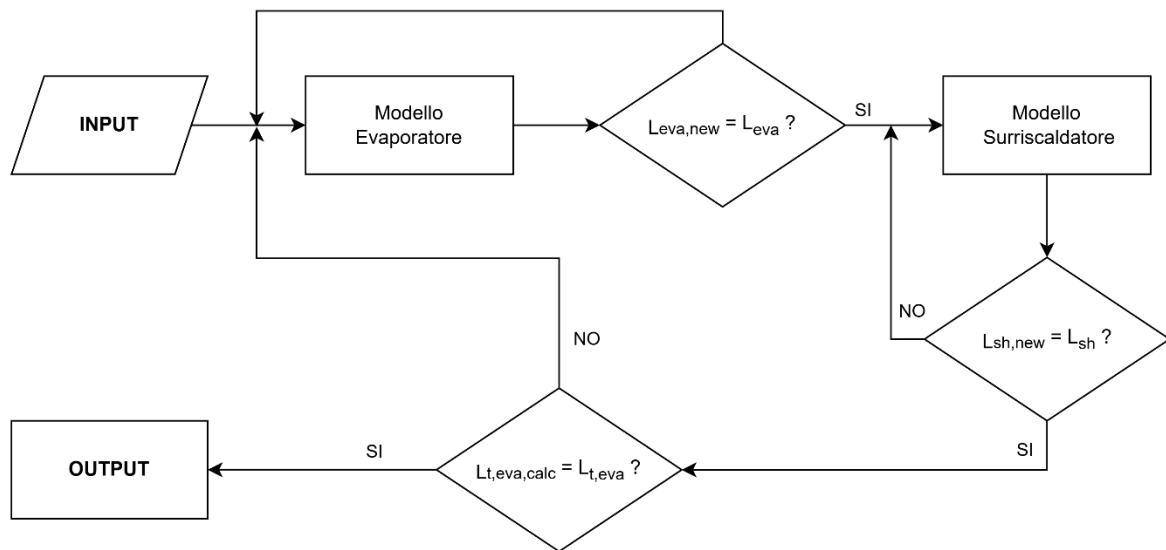 INPUT
Modello
Evaporatore
Leva,new = Leva ?
SI
Modello
Surriscaldatore
NO
Lsh,new = Lsh ?
NO
SI
OUTPUT
SI
Lt,eva,calc = Lt,eva ?